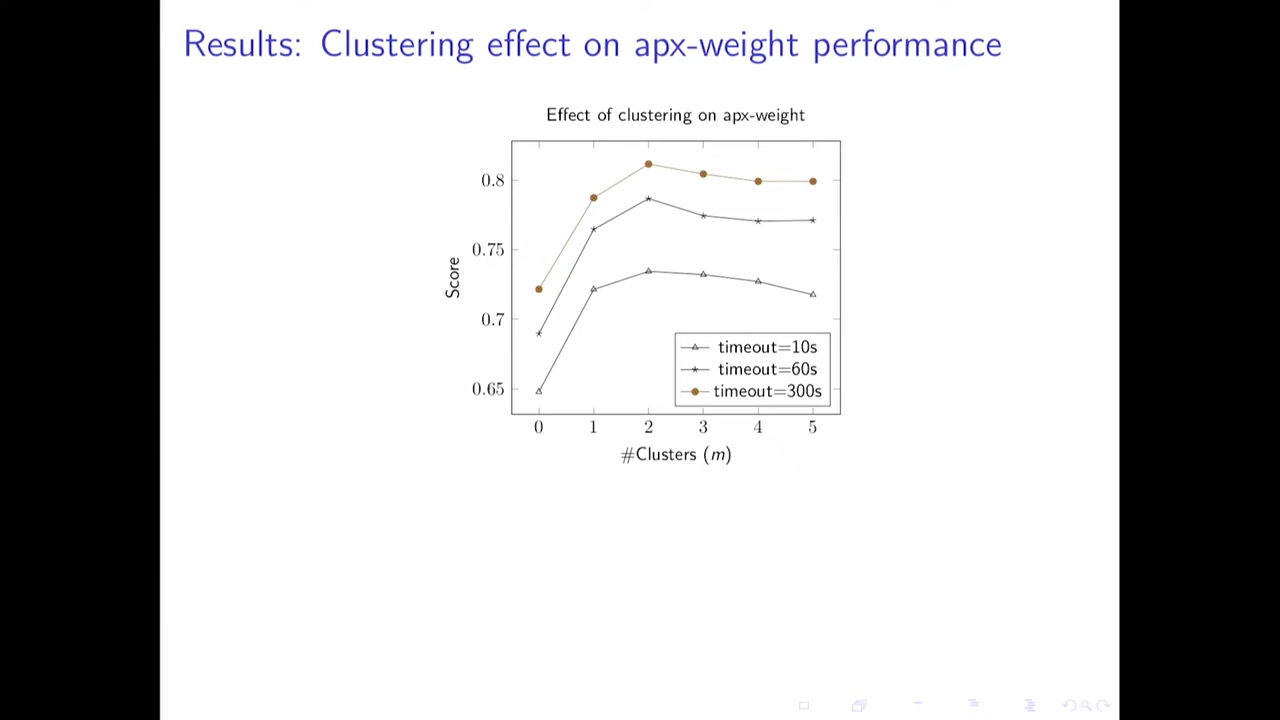 Results: Clustering effect on apx-weight performance
Effect of clustering on apx-weight
0.8
0.75
0.7
0.65
Score
timeout=10s
timeout=60s
timeout=300s
0 1 2 3 4 5
#Clusters (m)